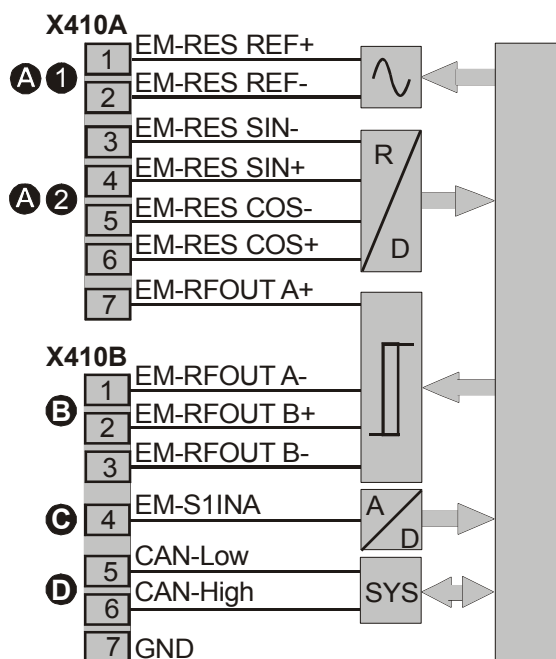 X410A
1 EM-RES REF+
A 1
2 EM-RES REF-
3 EM-RES SIN-
R
4 EM-RES SIN+
A 2
5 EM-RES COS-
6 EM-RES COS+
D
7 EM-RFOUT A+
X410B
1 EM-RFOUT A-
B
2 EM-RFOUT B+
3 EM-RFOUT B-
C 4 EM-S1INA
A
D
5 CAN-Low
D
SYS
6 CAN-High
7 GND